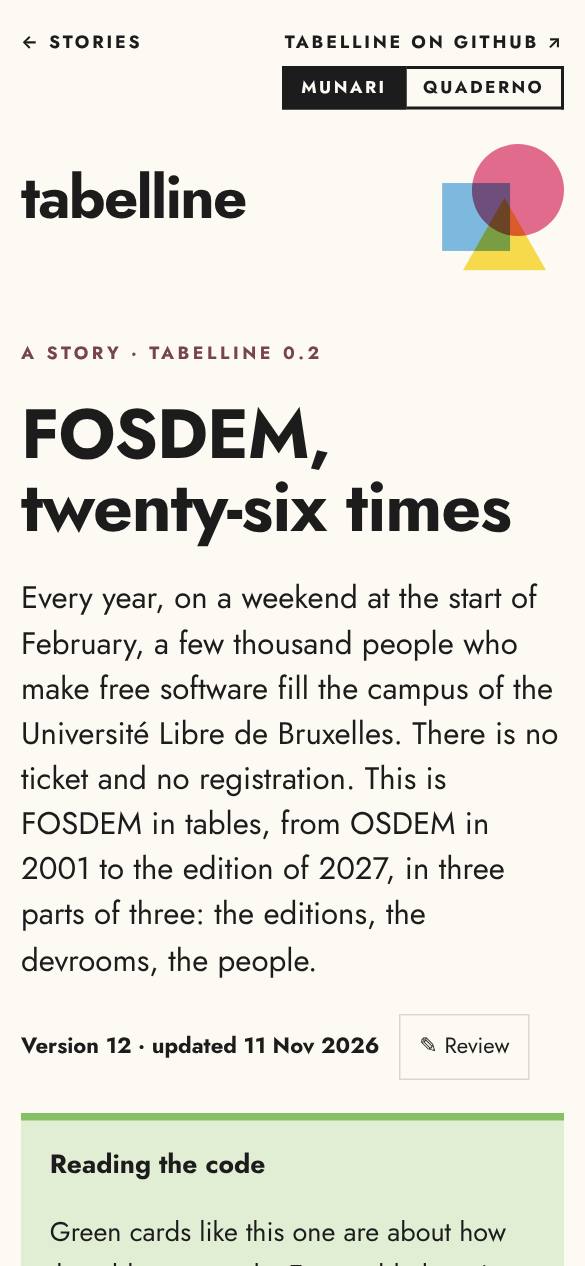 ← STORIES
TABELLINE ON GITHUB ↗
MUNARI QUADERNO
tabelline
A STORY · TABELLINE 0.2
FOSDEM,
twenty-six times
Every year, on a weekend at the start of
February, a few thousand people who
make free software fill the campus of the
Université Libre de Bruxelles. There is no
ticket and no registration. This is
FOSDEM in tables, from OSDEM in
2001 to the edition of 2027, in three
parts of three: the editions, the
devrooms, the people.
Version 12 · updated 11 Nov 2026
✎ Review
Reading the code
Green cards like this one are about how